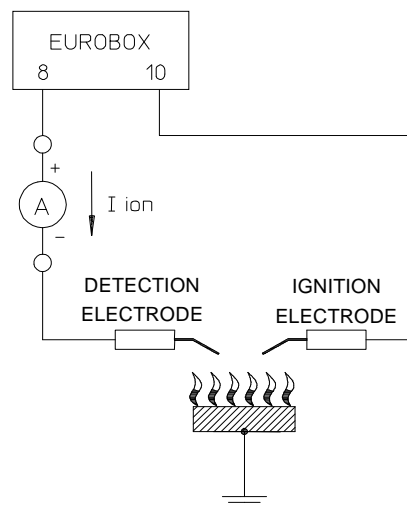 EUROBOX
8 10
+
A
I ion
–
DETECTION
ELECTRODE
IGNITION
ELECTRODE